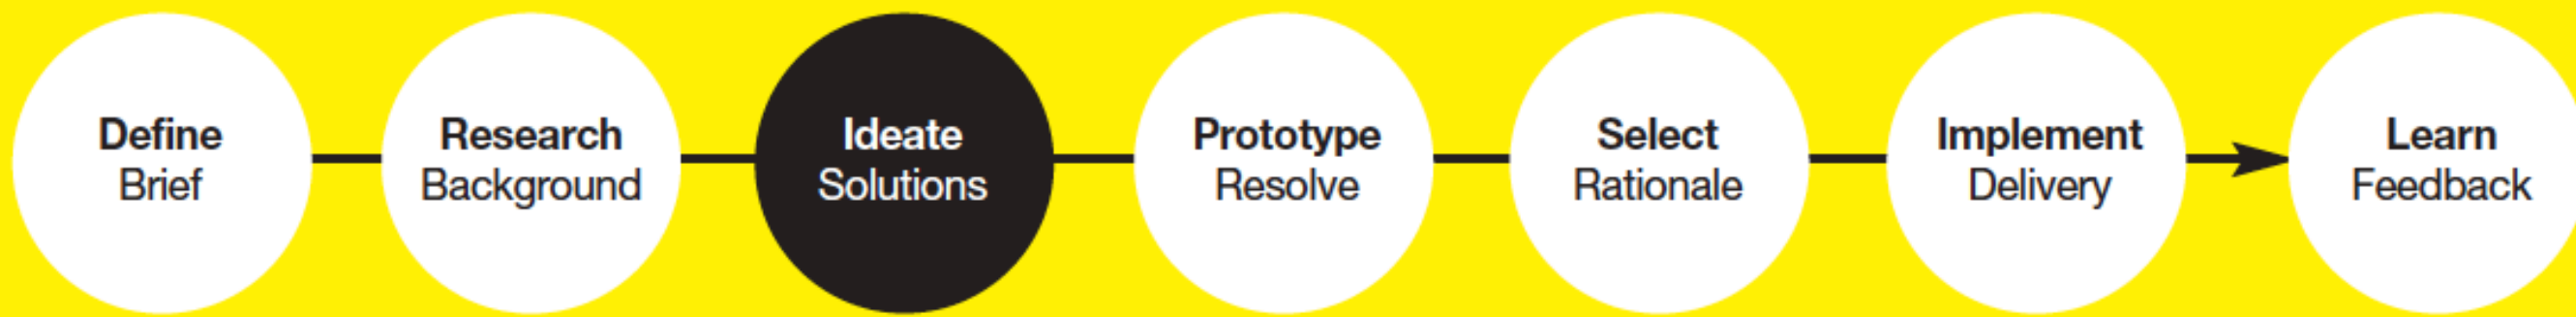 Define
Brief
Research
Background
Ideate
Solutions
Prototype
Resolve
Select
Rationale
Implement
Delivery
Learn
Feedback